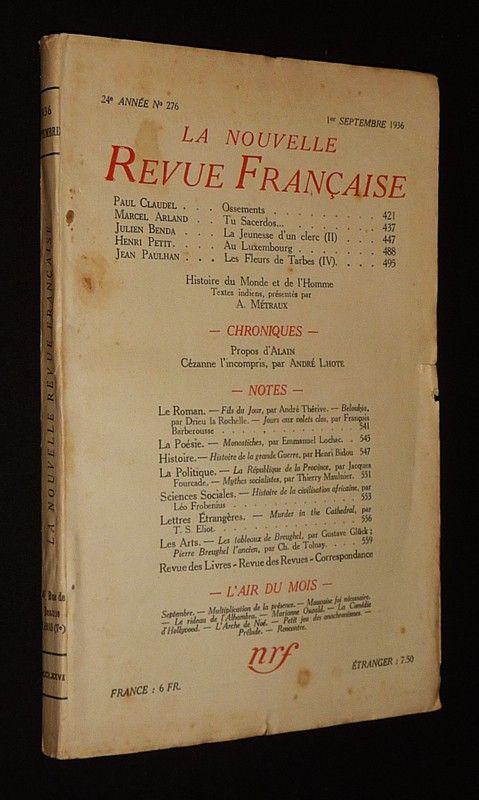 24e ANNÉE No 276
1er SEPTEMBRE 1936
LA NOUVELLE
REVUE FRANÇAISE
PAUL CLAUDEL . . . Ossements . . . . . . . . . 421
MARCEL ARLAND . . Tu Sacerdos... . . . . . . . . 437
JULIEN BENDA . . . La Jeunesse d'un clerc (II) . . . 447
HENRI PETIT. . . . Au Luxembourg . . . . . . . 488
JEAN PAULHAN . . . Les Fleurs de Tarbes (IV). . . . 495
Histoire du Monde et de l'Homme
Textes indiens, présentés par
A. MÉTRAUX
— CHRONIQUES —
Propos d'ALAIN
Cézanne l'incompris, par ANDRÉ LHOTE
— NOTES —
Le Roman. — Fils du Jour, par André Thérive. — Beloukia,
par Drieu la Rochelle. — Jours aux volets clos, par François
Barberousse . . . . . . . . . . 541
La Poésie. — Monostiches, par Emmanuel Lochac. . 545
Histoire. — Histoire de la grande Guerre, par Henri Bidou 547
La Politique. — La République de la Province, par Jacques
Fourcade. — Mythes socialistes, par Thierry Maulnier. 551
Sciences Sociales. — Histoire de la civilisation africaine, par
Léo Frobenius . . . . . . . . . 553
Lettres Étrangères. — Murder in the Cathedral, par
T. S. Eliot. . . . . . . . . . 556
Les Arts. — Les tableaux de Breughel, par Gustave Glück ;
Pierre Breughel l'ancien, par Ch. de Tolnay. . 559
Revue des Livres - Revue des Revues - Correspondance
— L'AIR DU MOIS —
Septembre. — Multiplication de la présence. — Mauvaise foi nécessaire.
— Le rideau de l'Alhambra. — Marianne Oswald. — La Comédie
d'Hollywood. — L'Arche de Noé. — Petit jeu des anachronismes. —
Prélude. — Rencontre.
nrf
FRANCE : 6 FR.
ÉTRANGER : 7.50
LA NOUVELLE REVUE FRANÇAISE